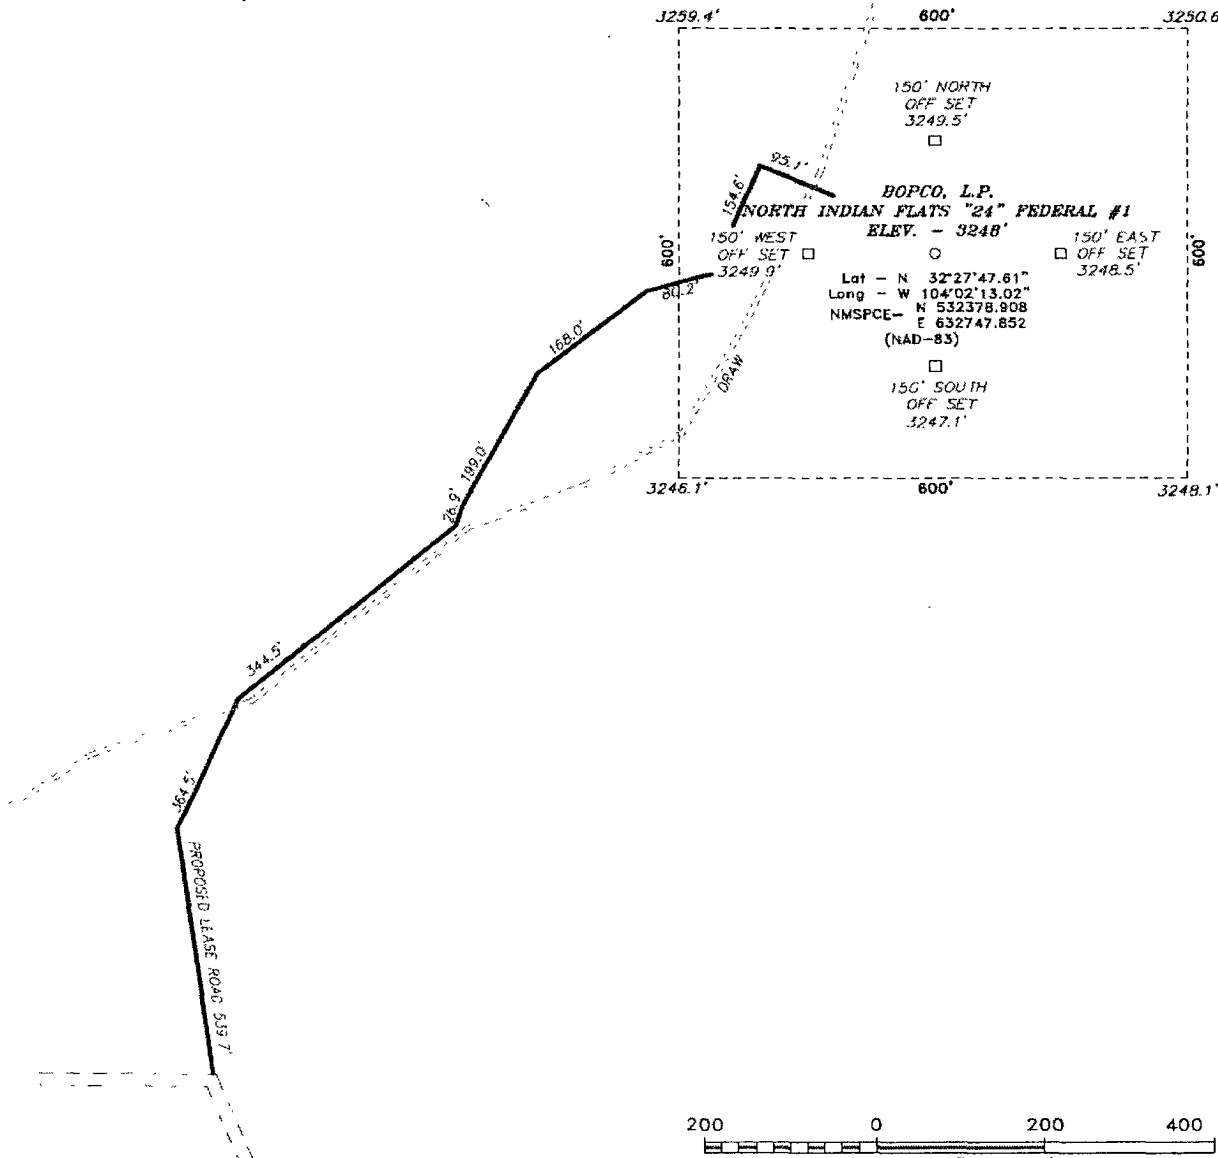 3259.4' 600' 3250.6
150' NORTH
OFF SET
3249.5'
95.1'
154.6'
BOPCO, L.P.
NORTH INDIAN FLATS "24" FEDERAL #1
ELEV. - 3248'
600'
150' WEST
OFF SET
3249.9'
150' EAST
OFF SET
3248.5'
600'
Lat - N 32°27'47.61"
Long - W 104°02'13.02"
NMSPCE- N 532378.908
E 632747.852
(NAD-83)
80.2'
168.0'
DRAW
150' SOUTH
OFF SET
3247.1'
199.0'
26.9'
3246.1' 600' 3248.1'
344.5'
364.5'
PROPOSED LEASE ROAD 539.7'
200 0 200 400